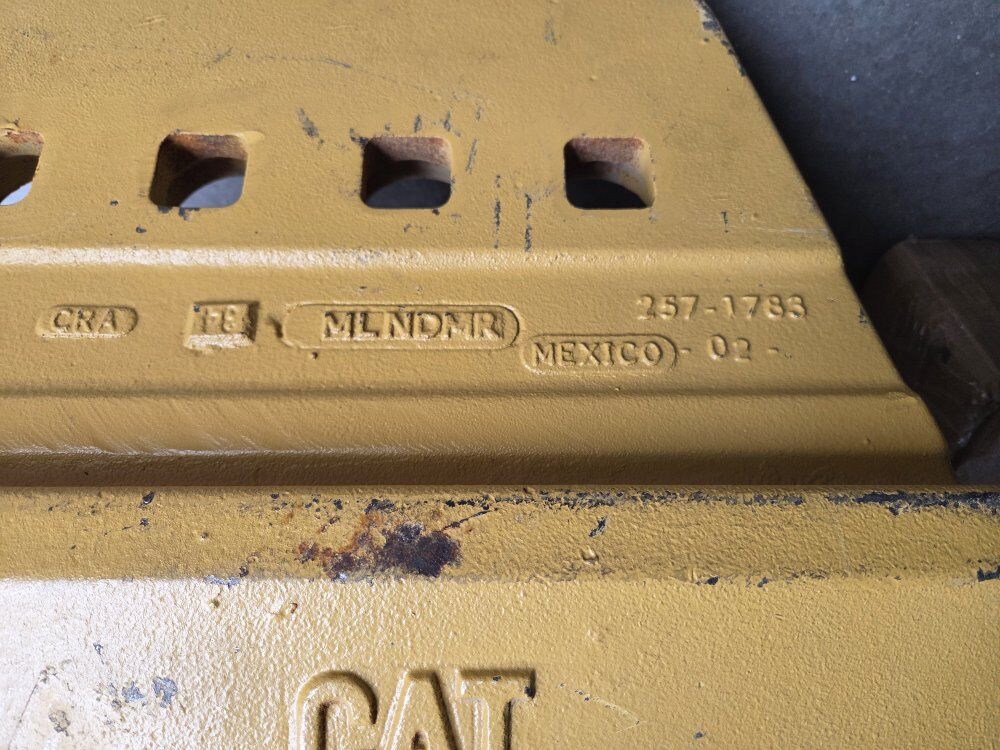 CRA MLNDMR 257-1783
MEXICO - 02 -
CAT